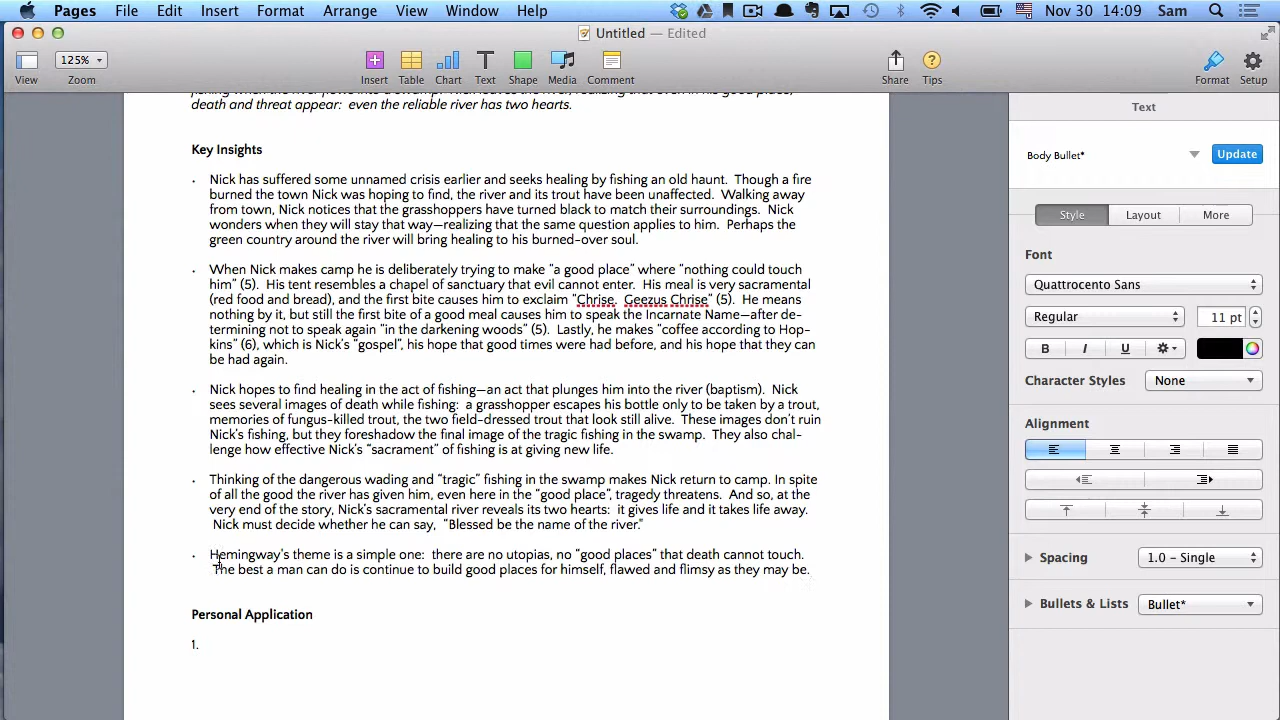 Pages File Edit Insert Format Arrange View Window Help Nov 30 14:09 Sam
Untitled — Edited
125%
View Zoom Insert Table Chart Text Shape Media Comment Share Tips Format Setup
death and threat appear:  even the reliable river has two hearts.
Key Insights
• Nick has suffered some unnamed crisis earlier and seeks healing by fishing an old haunt.  Though a fire
burned the town Nick was hoping to find, the river and its trout have been unaffected.  Walking away
from town, Nick notices that the grasshoppers have turned black to match their surroundings.  Nick
wonders when they will stay that way—realizing that the same question applies to him.  Perhaps the
green country around the river will bring healing to his burned-over soul.
• When Nick makes camp he is deliberately trying to make "a good place" where "nothing could touch
him" (5).  His tent resembles a chapel of sanctuary that evil cannot enter.  His meal is very sacramental
(red food and bread), and the first bite causes him to exclaim "Chrise.  Geezus Chrise" (5).  He means
nothing by it, but still the first bite of a good meal causes him to speak the Incarnate Name—after de-
termining not to speak again "in the darkening woods" (5).  Lastly, he makes "coffee according to Hop-
kins" (6), which is Nick's "gospel", his hope that good times were had before, and his hope that they can
be had again.
• Nick hopes to find healing in the act of fishing—an act that plunges him into the river (baptism).  Nick
sees several images of death while fishing:  a grasshopper escapes his bottle only to be taken by a trout,
memories of fungus-killed trout, the two field-dressed trout that look still alive.  These images don't ruin
Nick's fishing, but they foreshadow the final image of the tragic fishing in the swamp.  They also chal-
lenge how effective Nick's "sacrament" of fishing is at giving new life.
• Thinking of the dangerous wading and "tragic" fishing in the swamp makes Nick return to camp. In spite
of all the good the river has given him, even here in the "good place", tragedy threatens.  And so, at the
very end of the story, Nick's sacramental river reveals its two hearts:  it gives life and it takes life away.
Nick must decide whether he can say,  "Blessed be the name of the river."
• Hemingway's theme is a simple one:  there are no utopias, no "good places" that death cannot touch.
The best a man can do is continue to build good places for himself, flawed and flimsy as they may be.
Personal Application
1.
Text
Body Bullet*
Update
Style Layout More
Font
Quattrocento Sans
Regular 11 pt
B I U
Character Styles None
Alignment
Spacing 1.0 - Single
Bullets & Lists Bullet*